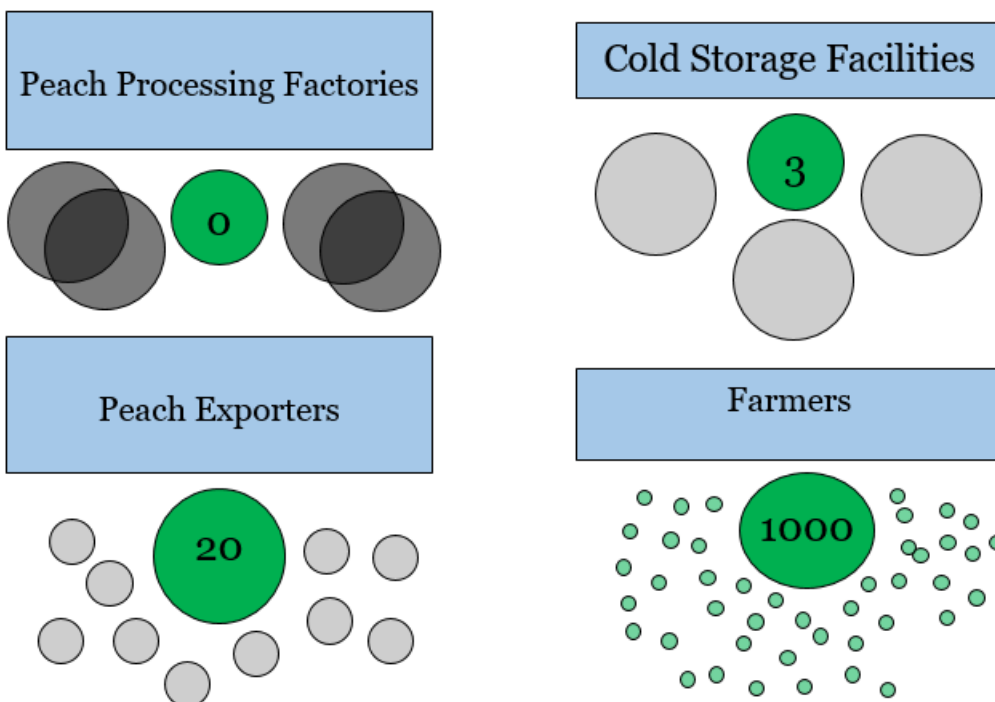 Peach Processing Factories
0
Cold Storage Facilities
3
Peach Exporters
20
Farmers
1000